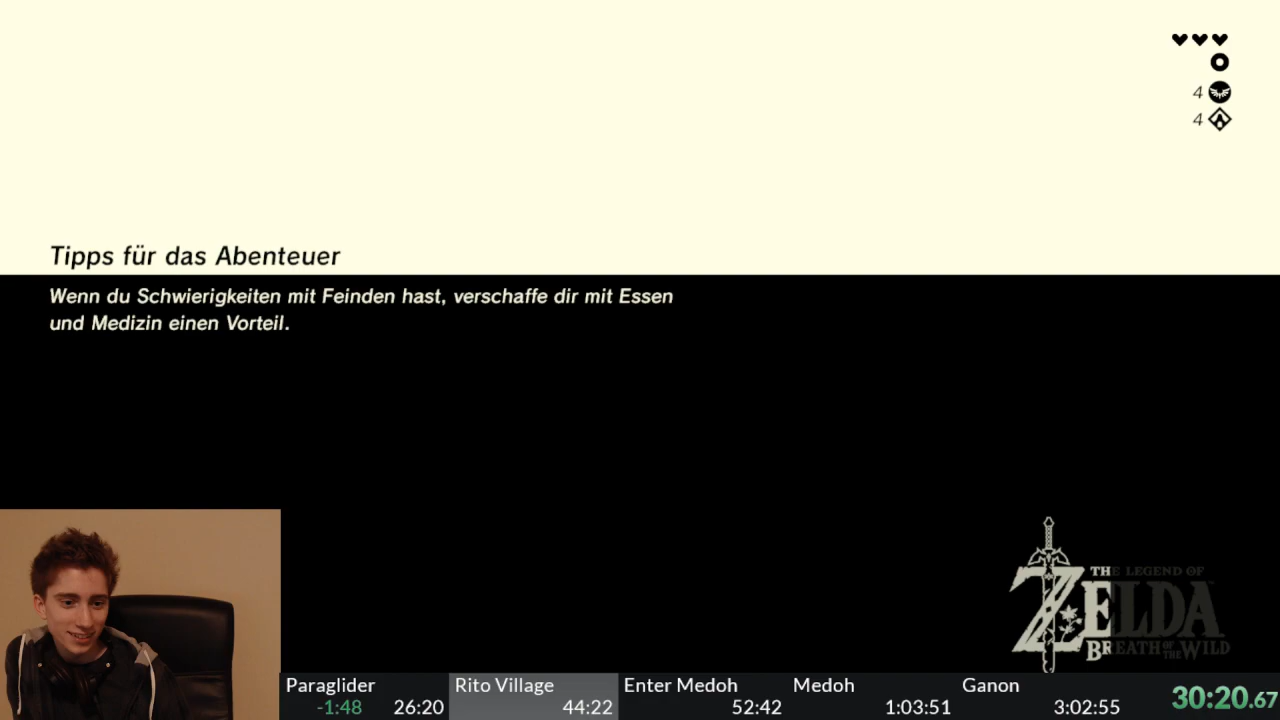 4
4
Tipps für das Abenteuer
Wenn du Schwierigkeiten mit Feinden hast, verschaffe dir mit Essen
und Medizin einen Vorteil.
THE LEGEND OF
ZELDA
BREATH OF THE WILD
Paraglider Rito Village Enter Medoh Medoh Ganon
-1:48 26:20 44:22 52:42 1:03:51 3:02:55 30:20.67